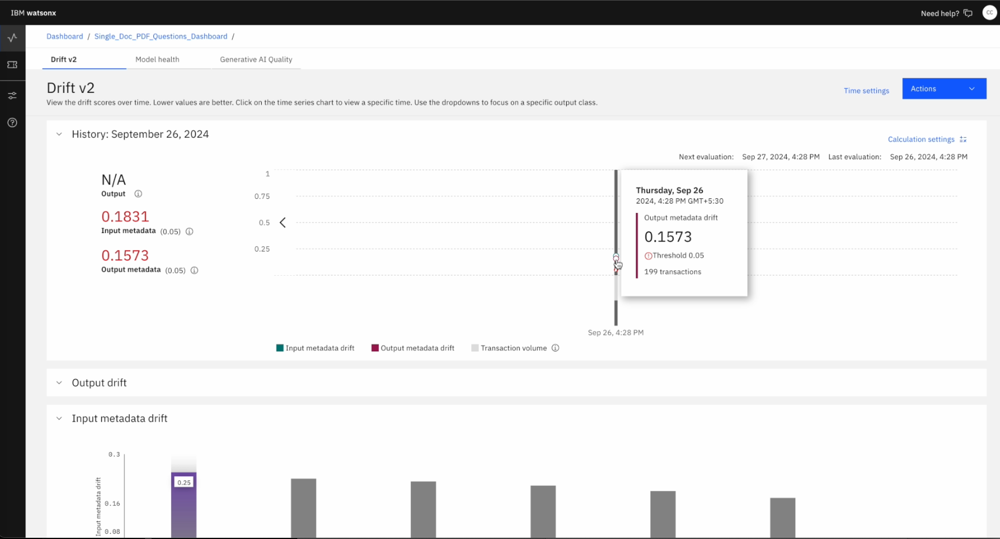 IBM watsonx
Need help?
CC
Dashboard / Single_Doc_PDF_Questions_Dashboard /
Drift v2
Model health
Generative AI Quality
Drift v2
View the drift scores over time. Lower values are better. Click on the time series chart to view a specific time. Use the dropdowns to focus on a specific output class.
Time settings
Actions
History: September 26, 2024
Calculation settings
Next evaluation: Sep 27, 2024, 4:28 PM Last evaluation: Sep 26, 2024, 4:28 PM
N/A
Output
0.1831
Input metadata (0.05)
0.1573
Output metadata (0.05)
1
0.75
0.5
0.25
Thursday, Sep 26
2024, 4:28 PM GMT+5:30
Output metadata drift
0.1573
Threshold 0.05
199 transactions
Sep 26, 4:28 PM
Input metadata drift
Output metadata drift
Transaction volume
Output drift
Input metadata drift
Input metadata drift
0.3
0.16
0.08
0.25